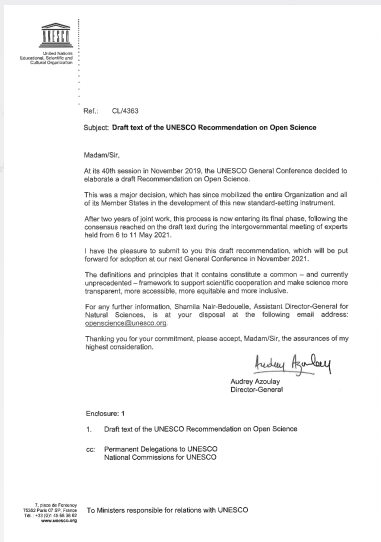 UNESCO
United Nations
Educational, Scientific and
Cultural Organization
Ref.: CL/4363
Subject: Draft text of the UNESCO Recommendation on Open Science
Madam/Sir,
At its 40th session in November 2019, the UNESCO General Conference decided to
elaborate a draft Recommendation on Open Science.
This was a major decision, which has since mobilized the entire Organization and all
of its Member States in the development of this new standard-setting instrument.
After two years of joint work, this process is now entering its final phase, following the
consensus reached on the draft text during the intergovernmental meeting of experts
held from 6 to 11 May 2021.
I have the pleasure to submit to you this draft recommendation, which will be put
forward for adoption at our next General Conference in November 2021.
The definitions and principles that it contains constitute a common – and currently
unprecedented – framework to support scientific cooperation and make science more
transparent, more accessible, more equitable and more inclusive.
For any further information, Shamila Nair-Bedouelle, Assistant Director-General for
Natural Sciences, is at your disposal at the following email address:
openscience@unesco.org.
Thanking you for your commitment, please accept, Madam/Sir, the assurances of my
highest consideration.
Audrey Azoulay
Audrey Azoulay
Director-General
Enclosure: 1
1. Draft text of the UNESCO Recommendation on Open Science
cc: Permanent Delegations to UNESCO
National Commissions for UNESCO
7, place de Fontenoy
75352 Paris 07 SP, France
Tél. : +33 (0)1 45 68
www.unesco.org
To Ministers responsible for relations with UNESCO